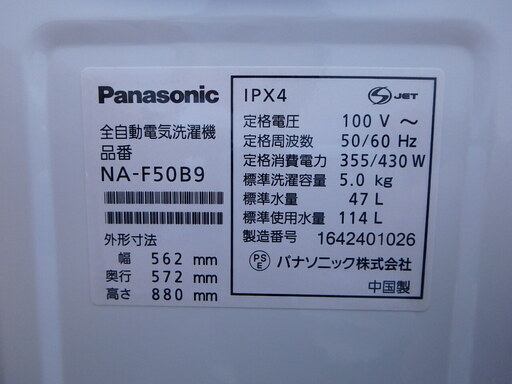 Panasonic
全自動電気洗濯機
品番
NA-F50B9
外形寸法
幅 562 mm
奥行 572 mm
高さ 880 mm
IPX4
S JET
定格電圧 100 V ～
定格周波数 50/60 Hz
定格消費電力 355/430 W
標準洗濯容量 5.0 kg
標準水量 47 L
標準使用水量 114 L
製造番号 1642401026
PSE パナソニック株式会社
中国製